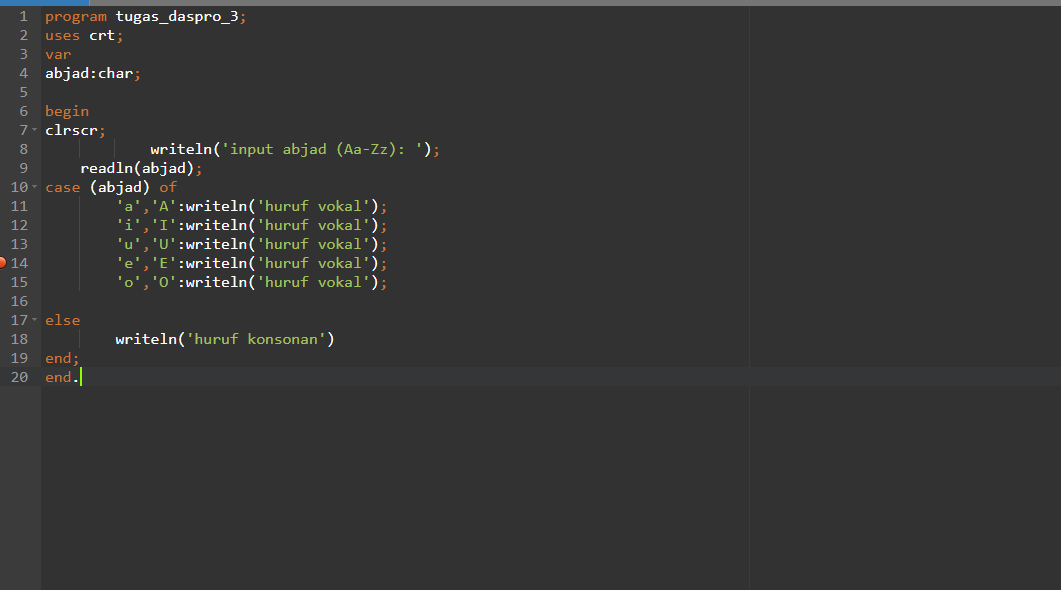 1 program tugas_daspro_3;
2 uses crt;
3 var
4 abjad:char;
5
6 begin
7 clrscr;
8 writeln('input abjad (Aa-Zz): ');
9 readln(abjad);
10 case (abjad) of
11 'a','A':writeln('huruf vokal');
12 'i','I':writeln('huruf vokal');
13 'u','U':writeln('huruf vokal');
14 'e','E':writeln('huruf vokal');
15 'o','O':writeln('huruf vokal');
16
17 else
18 writeln('huruf konsonan')
19 end;
20 end.